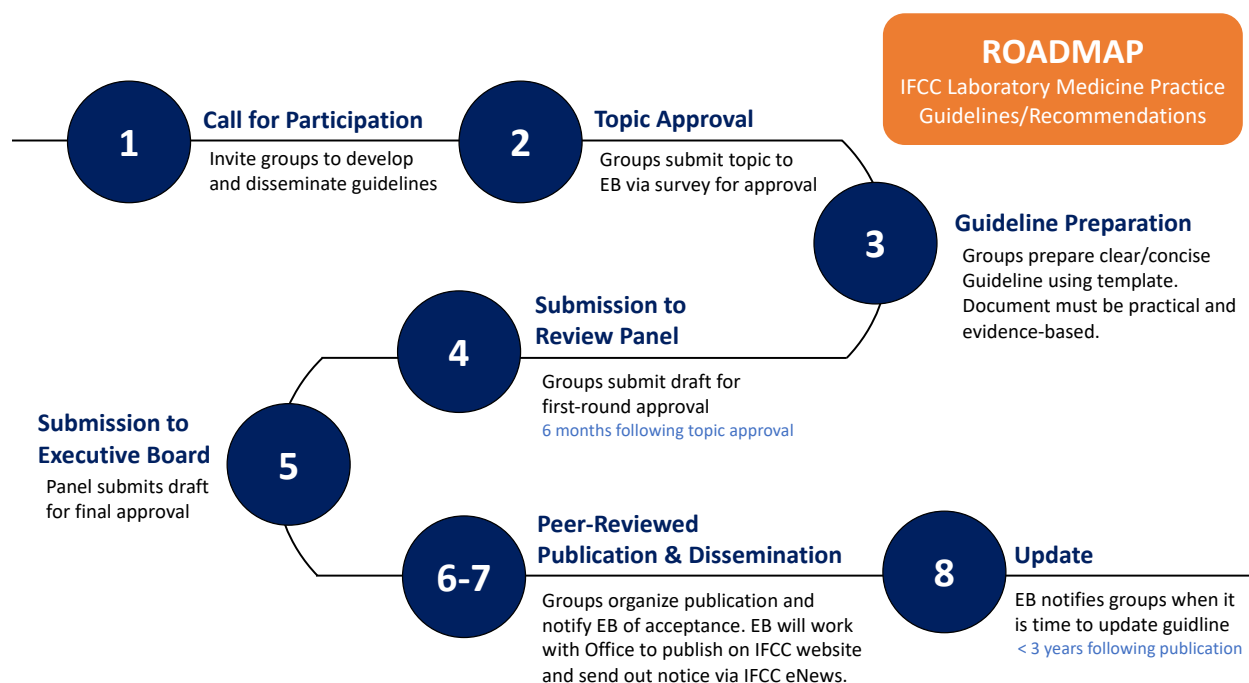 ROADMAP
IFCC Laboratory Medicine Practice
Guidelines/Recommendations
1
Call for Participation
Invite groups to develop
and disseminate guidelines
2
Topic Approval
Groups submit topic to
EB via survey for approval
3
Guideline Preparation
Groups prepare clear/concise
Guideline using template.
Document must be practical and
evidence-based.
4
Submission to
Review Panel
Groups submit draft for
first-round approval
6 months following topic approval
5
Submission to
Executive Board
Panel submits draft
for final approval
6-7
Peer-Reviewed
Publication & Dissemination
Groups organize publication and
notify EB of acceptance. EB will work
with Office to publish on IFCC website
and send out notice via IFCC eNews.
8
Update
EB notifies groups when it
is time to update guidline
< 3 years following publication